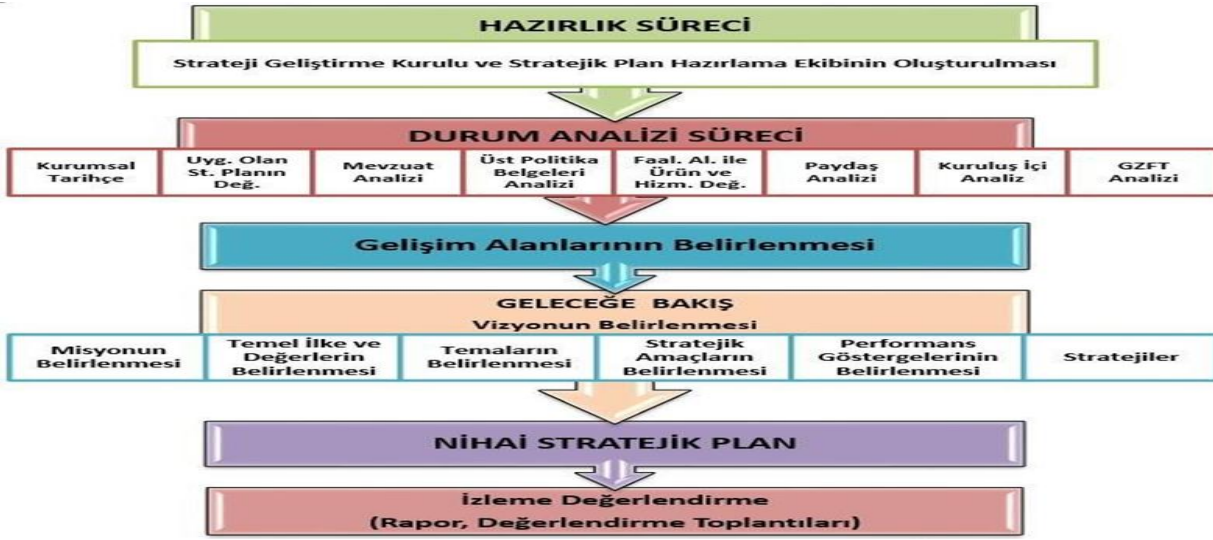 HAZIRLIK SÜRECİ
Strateji Geliştirme Kurulu ve Stratejik Plan Hazırlama Ekibinin Oluşturulması
DURUM ANALİZİ SÜRECİ
Kurumsal
Tarihçe
Uyg. Olan
St. Planın
Değ.
Mevzuat
Analizi
Üst Politika
Belgeleri
Analizi
Faal. Al. ile
Ürün ve
Hizm. Değ.
Paydaş
Analizi
Kuruluş İçi
Analiz
GZFT
Analizi
Gelişim Alanlarının Belirlenmesi
GELECEĞE BAKIŞ
Vizyonun Belirlenmesi
Misyonun
Belirlenmesi
Temel İlke ve
Değerlerin
Belirlenmesi
Temaların
Belirlenmesi
Stratejik
Amaçların
Belirlenmesi
Performans
Göstergelerinin
Belirlenmesi
Stratejiler
NİHAİ STRATEJİK PLAN
İzleme Değerlendirme
(Rapor, Değerlendirme Toplantıları)